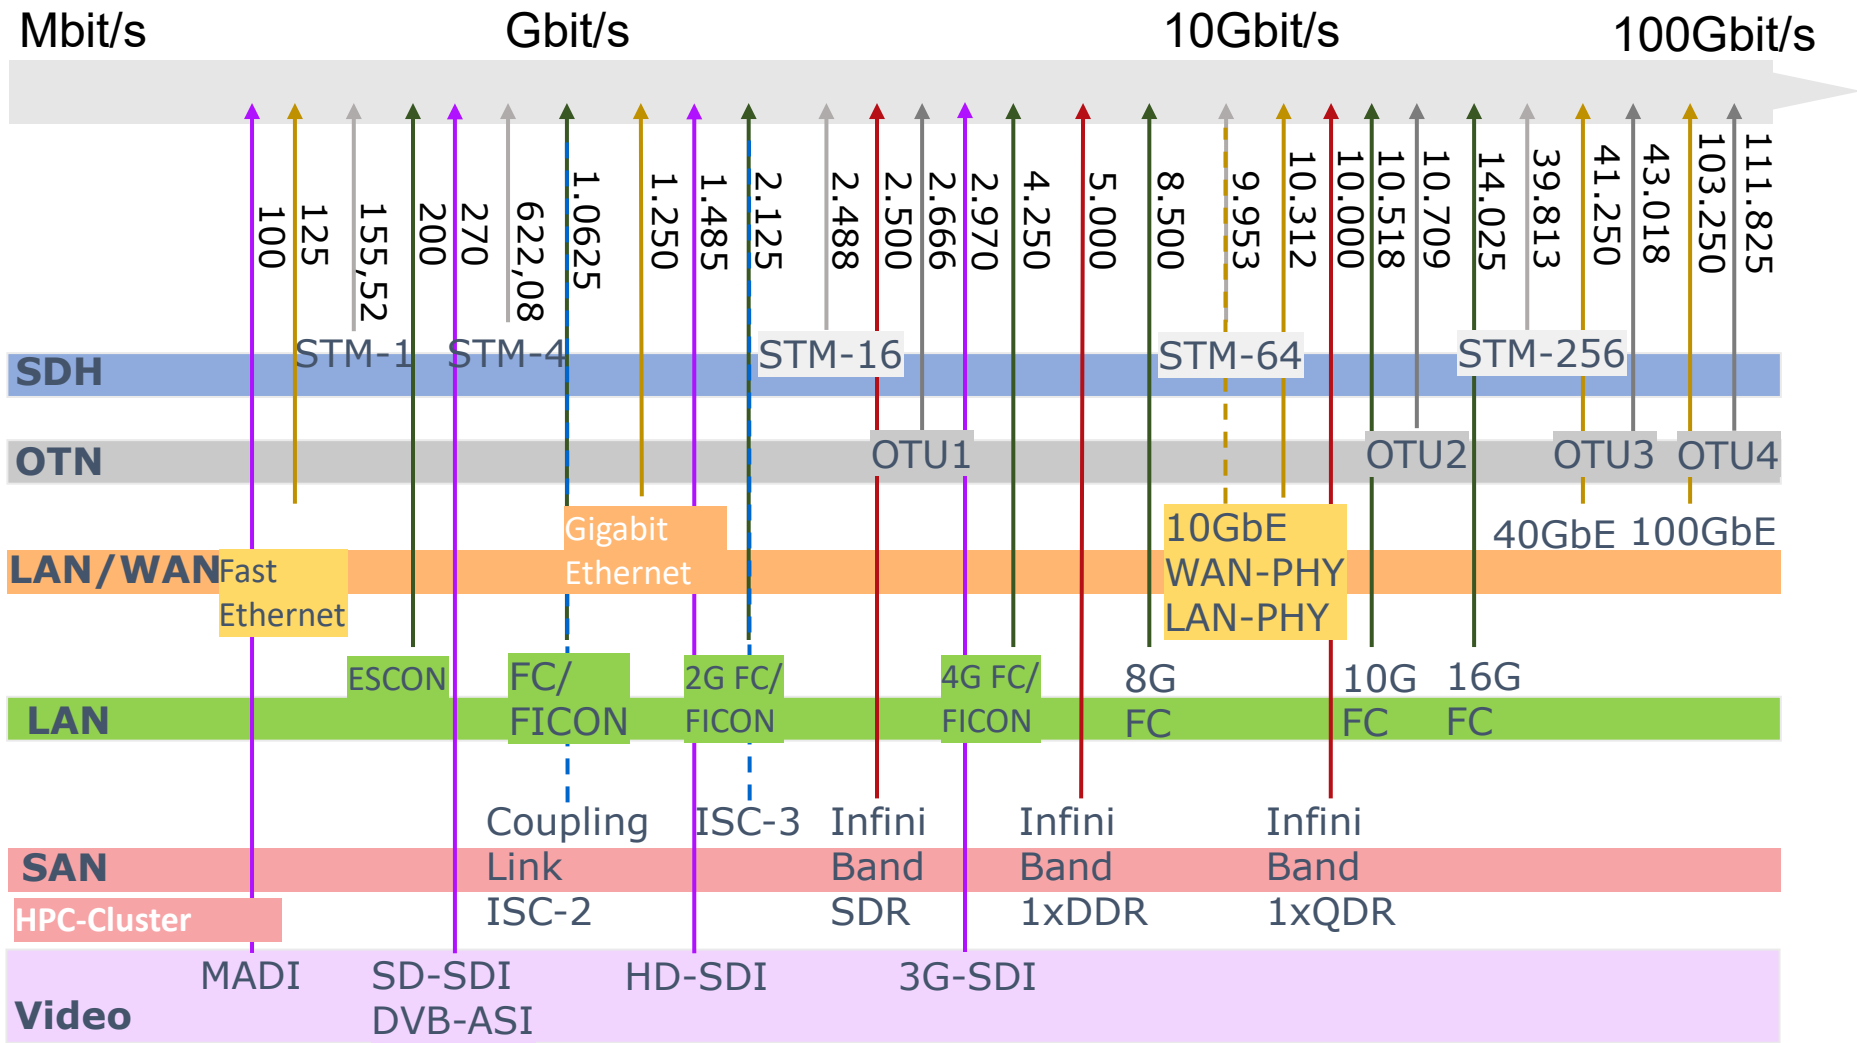 Mbit/s Gbit/s 10Gbit/s 100Gbit/s
100
125
155,52
200
270
622,08
1.0625
1.250
1.485
2.125
2.488
2.500
2.666
2.970
4.250
5.000
8.500
9.953
10.312
10.000
10.518
10.709
14.025
39.813
41.250
43.018
103.250
111.825
SDH STM-1 STM-4 STM-16 STM-64 STM-256
OTN OTU1 OTU2 OTU3 OTU4
LAN/WAN
Fast
Ethernet
Gigabit
Ethernet
10GbE
WAN-PHY
LAN-PHY
40GbE 100GbE
LAN
ESCON
FC/
FICON
2G FC/
FICON
4G FC/
FICON
8G
FC
10G
FC
16G
FC
SAN
HPC-Cluster
Coupling
Link
ISC-2
ISC-3
Infini
Band
SDR
Infini
Band
1xDDR
Infini
Band
1xQDR
Video
MADI
SD-SDI
DVB-ASI
HD-SDI
3G-SDI